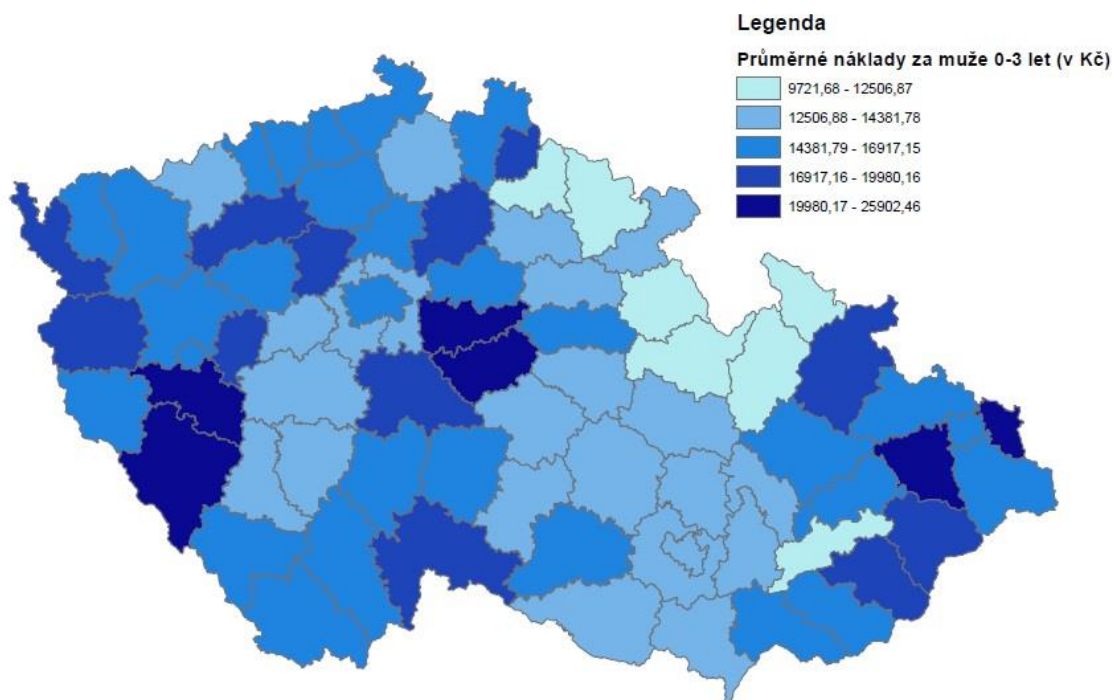 Legenda
Průměrné náklady za muže 0-3 let (v Kč)
9721,68 - 12506,87
12506,88 - 14381,78
14381,79 - 16917,15
16917,16 - 19980,16
19980,17 - 25902,46